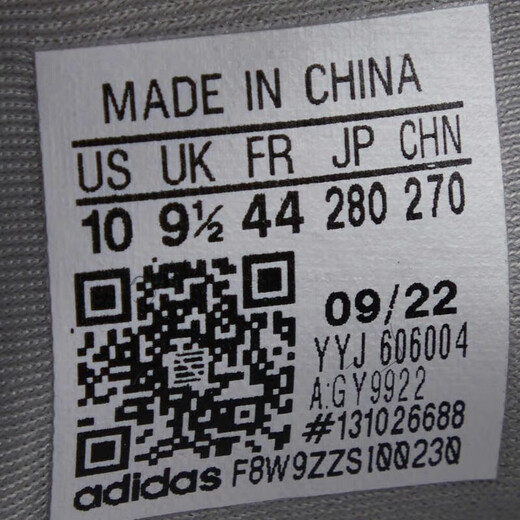 MADE IN CHINA
US UK FR JP CHN
10 9½ 44 280 270
09/22
YYJ 606004
A:GY9922
#131026688
adidas F8W9ZZS100230